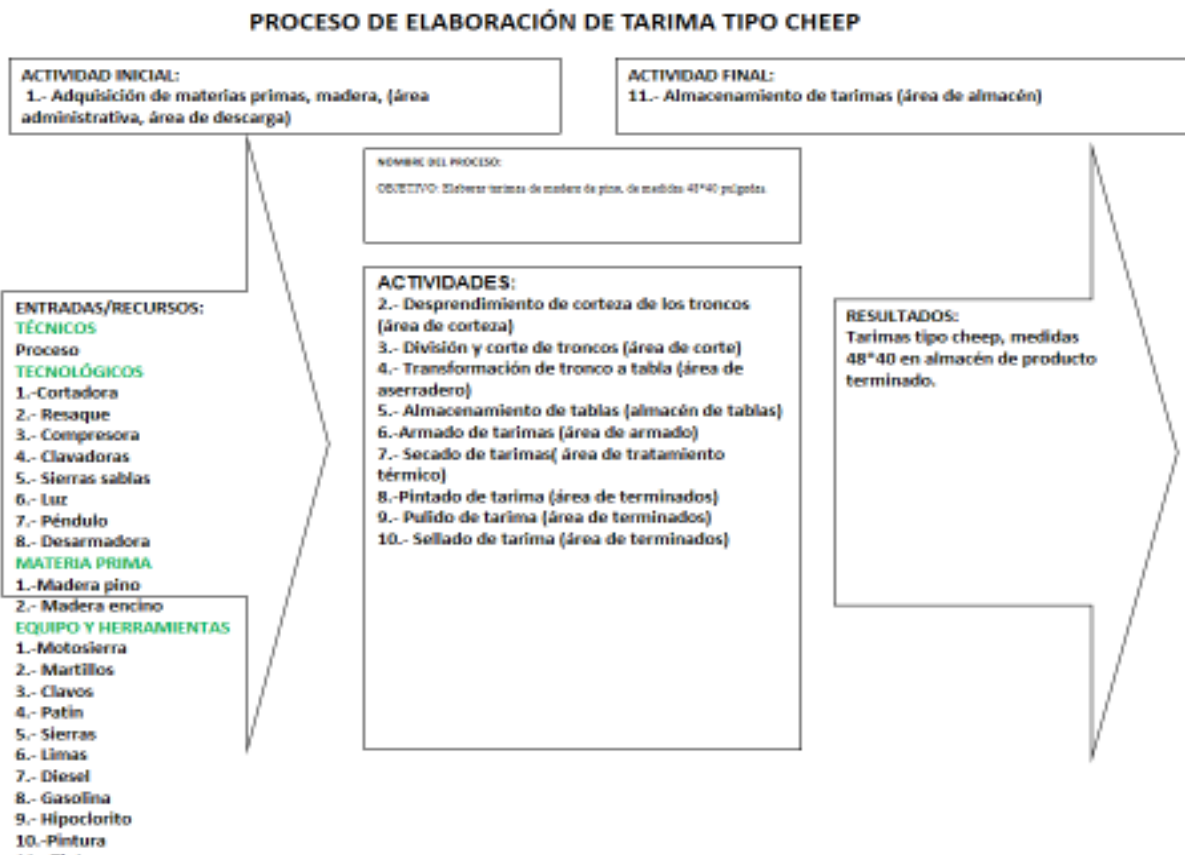 PROCESO DE ELABORACIÓN DE TARIMA TIPO CHEEP
ACTIVIDAD INICIAL:
1.- Adquisición de materias primas, madera, (área
administrativa, área de descarga)
ACTIVIDAD FINAL:
11.- Almacenamiento de tarimas (área de almacén)
NOMBRE DEL PROCESO:
OBJETIVO: Elaborar tarimas de madera de pino, de medidas 48*40 pulgadas
ENTRADAS/RECURSOS:
TÉCNICOS
Proceso
TECNOLÓGICOS
1.-Cortadora
2.- Resaque
3.- Compresora
4.- Clavadoras
5.- Sierras sablas
6.- Luz
7.- Péndulo
8.- Desarmadora
MATERIA PRIMA
1.-Madera pino
2.- Madera encino
EQUIPO Y HERRAMIENTAS
1.-Motosierra
2.- Martillos
3.- Clavos
4.- Patin
5.- Sierras
6.- Limas
7.- Diesel
8.- Gasolina
9.- Hipoclorito
10.-Pintura
ACTIVIDADES:
2.- Desprendimiento de corteza de los troncos
(área de corteza)
3.- División y corte de troncos (área de corte)
4.- Transformación de tronco a tabla (área de
aserradero)
5.- Almacenamiento de tablas (almacén de tablas)
6.-Armado de tarimas (área de armado)
7.- Secado de tarimas( área de tratamiento
térmico)
8.-Pintado de tarima (área de terminados)
9.- Pulido de tarima (área de terminados)
10.- Sellado de tarima (área de terminados)
RESULTADOS:
Tarimas tipo cheep, medidas
48*40 en almacén de producto
terminado.